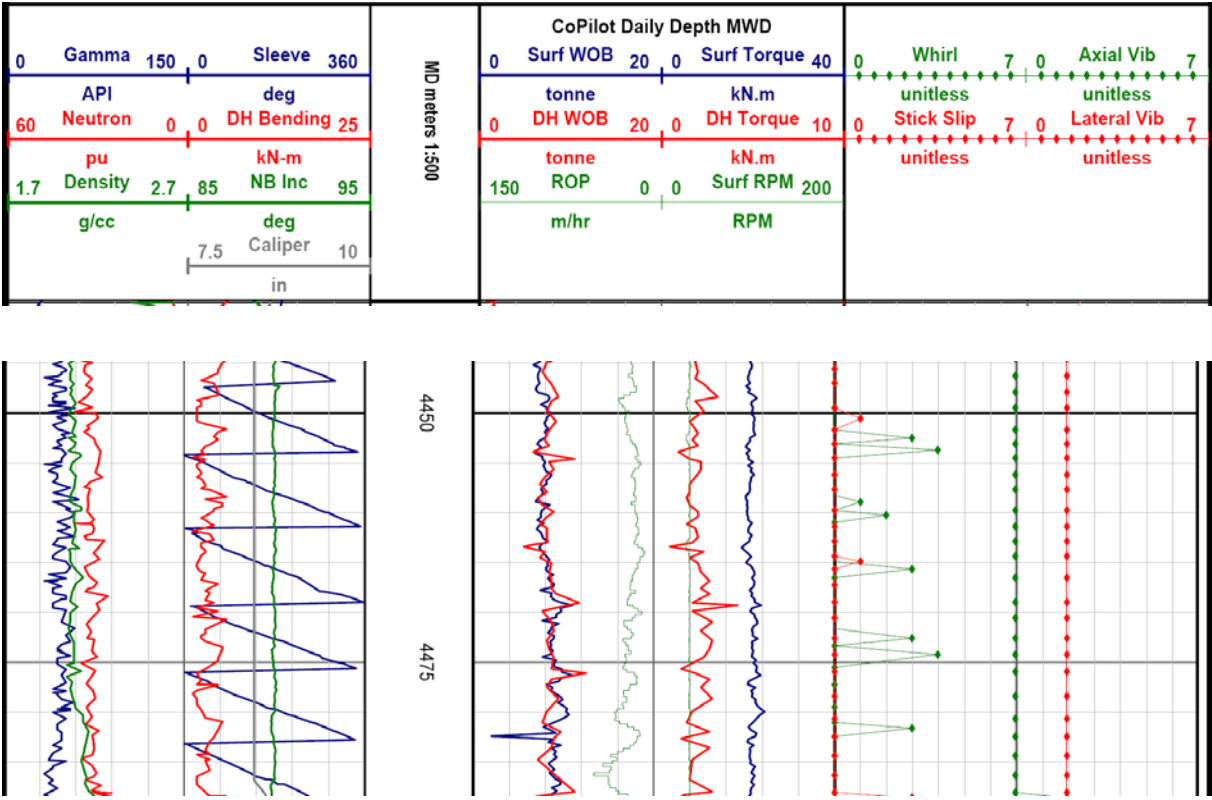 CoPilot Daily Depth MWD
0 Gamma 150 0 Sleeve 360
API deg
60 Neutron 0 0 DH Bending 25
pu kN-m
1.7 Density 2.7 85 NB Inc 95
g/cc deg
7.5 Caliper 10
in
MD meters 1:500
0 Surf WOB 20 0 Surf Torque 40
tonne kN.m
0 DH WOB 20 0 DH Torque 10
tonne kN.m
150 ROP 0 0 Surf RPM 200
m/hr RPM
0 Whirl 7 0 Axial Vib 7
unitless unitless
0 Stick Slip 7 0 Lateral Vib 7
unitless unitless
4450
4475